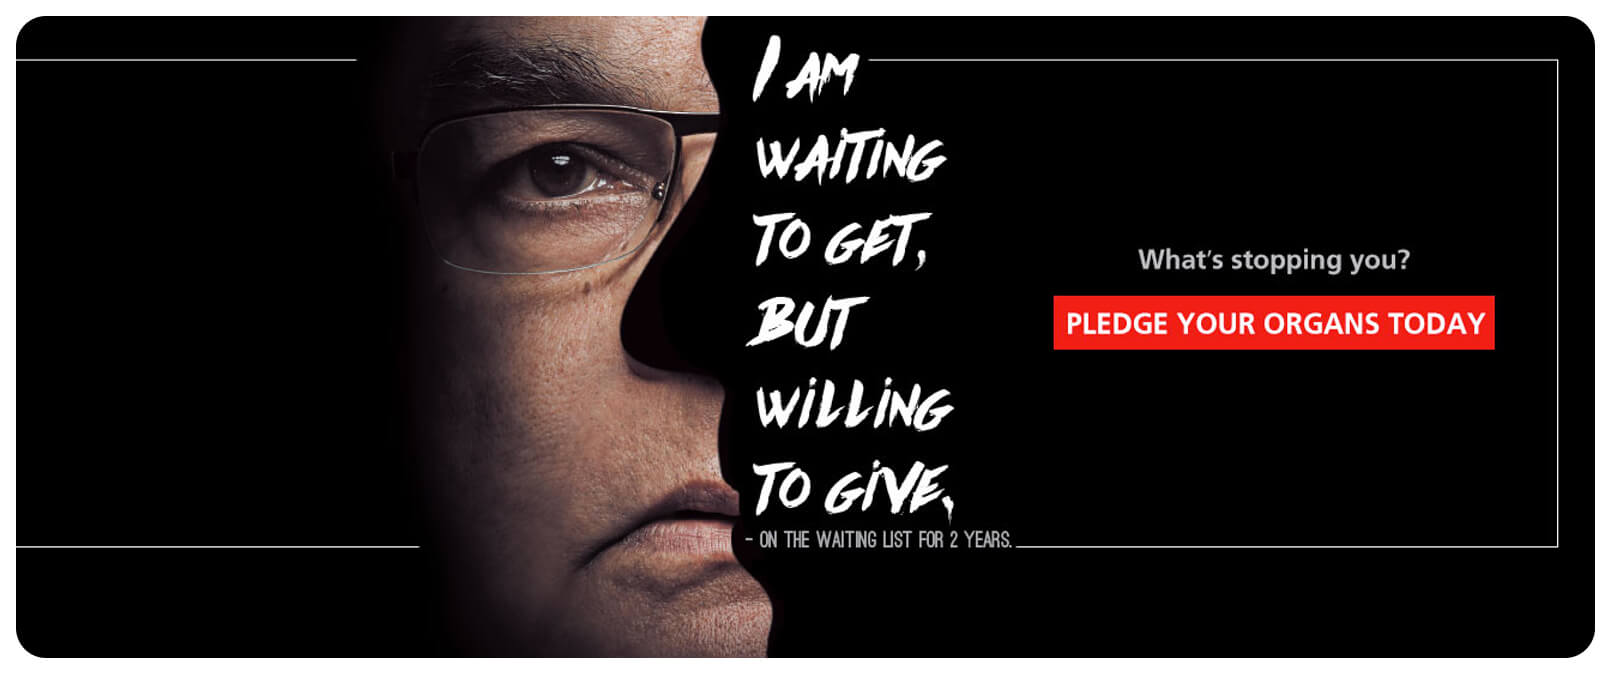 I AM
WAITING
TO GET,
BUT
WILLING
TO GIVE,
- ON THE WAITING LIST FOR 2 YEARS.
What's stopping you?
PLEDGE YOUR ORGANS TODAY